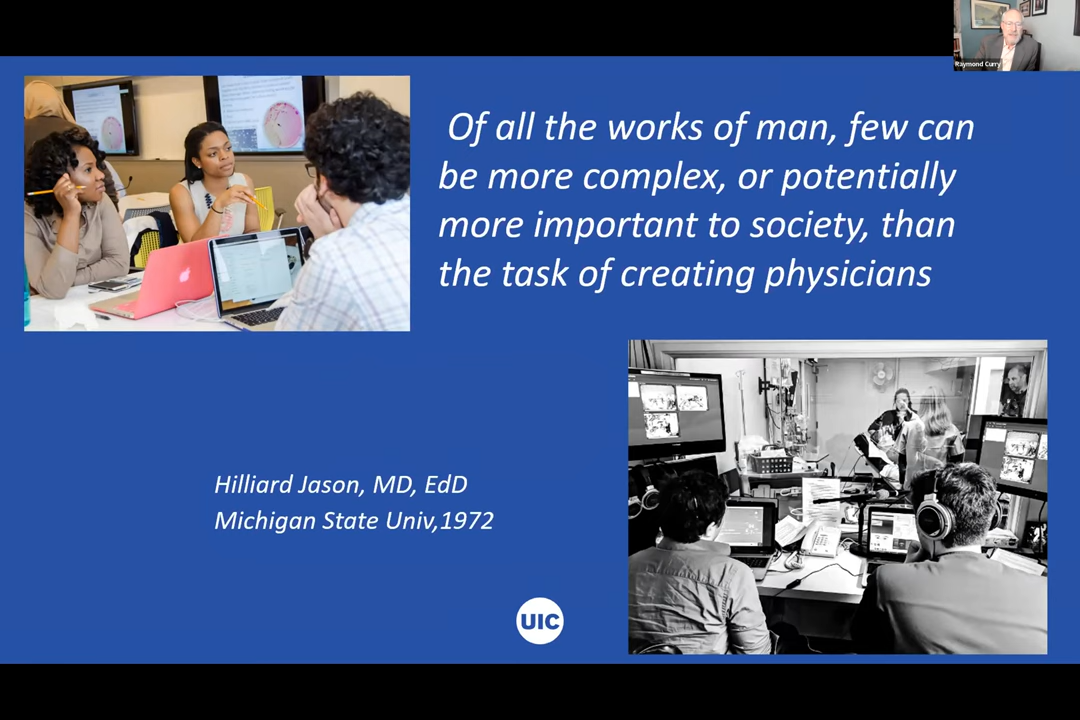 Raymond Curry
Of all the works of man, few can
be more complex, or potentially
more important to society, than
the task of creating physicians
Hilliard Jason, MD, EdD
Michigan State Univ,1972
UIC